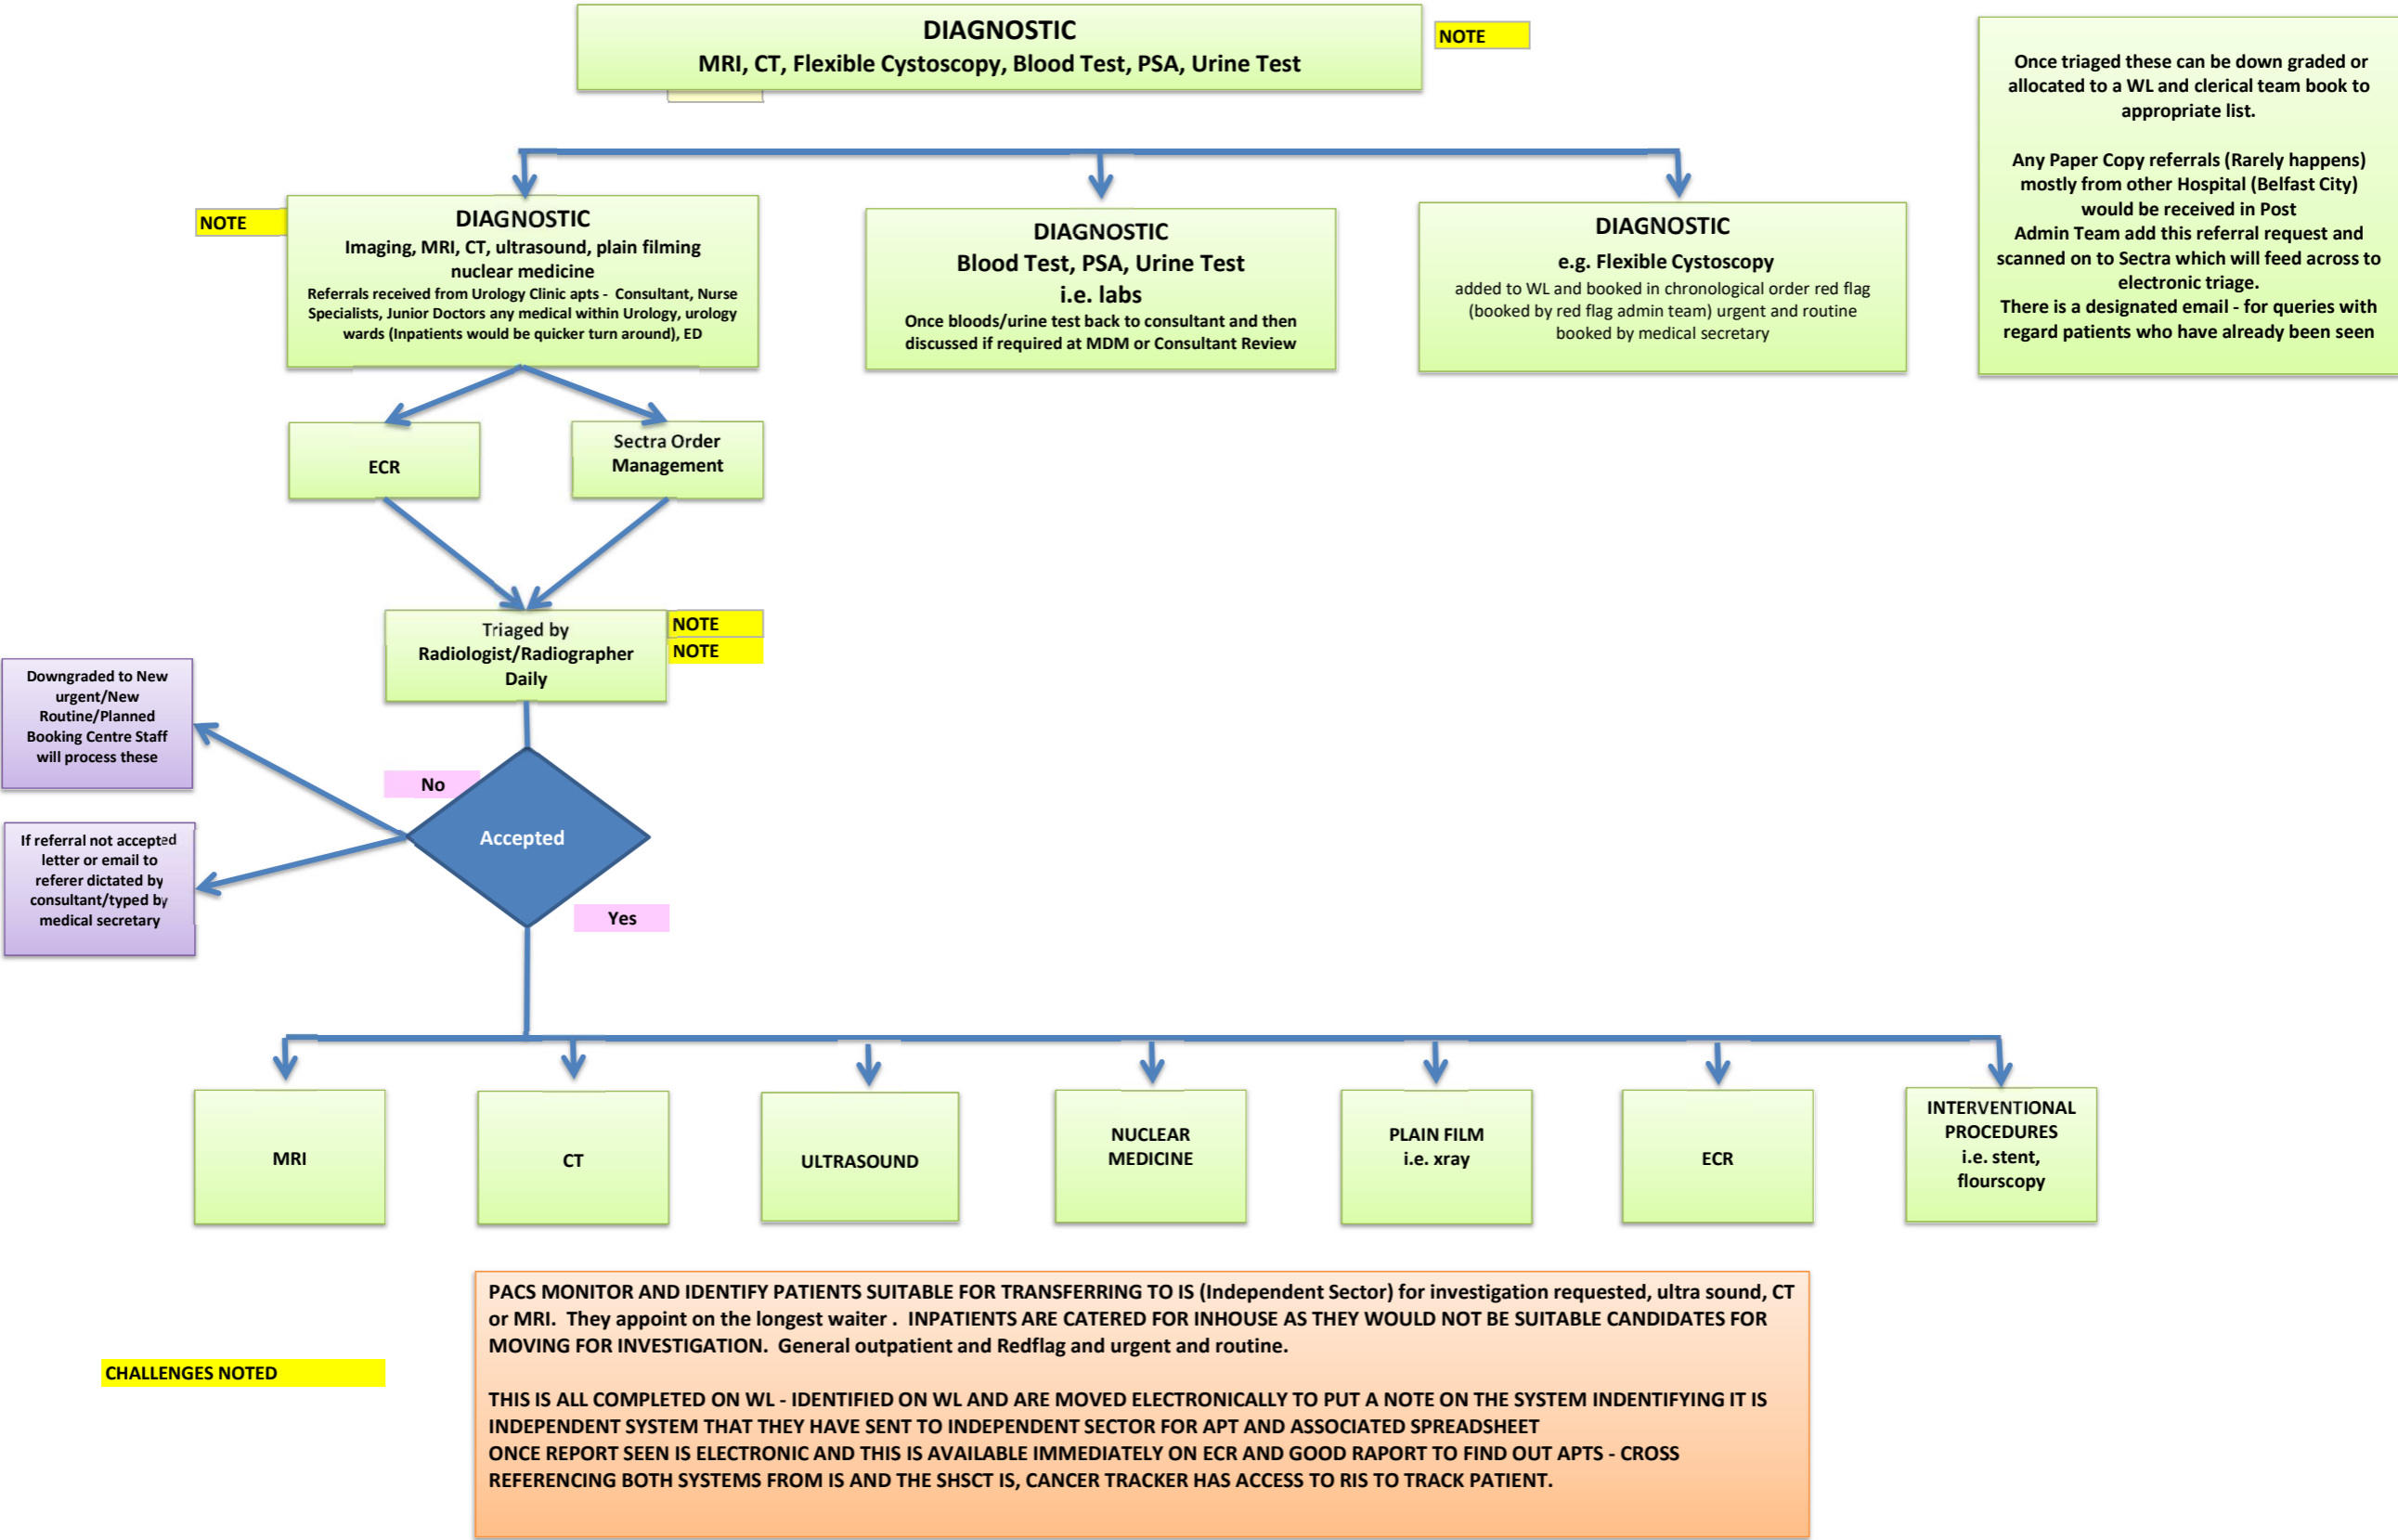 DIAGNOSTIC
MRI, CT, Flexible Cystoscopy, Blood Test, PSA, Urine Test
NOTE
Once triaged these can be down graded or
allocated to a WL and clerical team book to
appropriate list.
Any Paper Copy referrals (Rarely happens)
mostly from other Hospital (Belfast City)
would be received in Post
Admin Team add this referral request and
scanned on to Sectra which will feed across to
electronic triage.
There is a designated email - for queries with
regard patients who have already been seen
NOTE
DIAGNOSTIC
Imaging, MRI, CT, ultrasound, plain filming
nuclear medicine
Referrals received from Urology Clinic apts - Consultant, Nurse
Specialists, Junior Doctors any medical within Urology, urology
wards (Inpatients would be quicker turn around), ED
DIAGNOSTIC
Blood Test, PSA, Urine Test
i.e. labs
Once bloods/urine test back to consultant and then
discussed if required at MDM or Consultant Review
DIAGNOSTIC
e.g. Flexible Cystoscopy
added to WL and booked in chronological order red flag
(booked by red flag admin team) urgent and routine
booked by medical secretary
ECR
Sectra Order
Management
Triaged by
Radiologist/Radiographer
Daily
NOTE
NOTE
Downgraded to New
urgent/New
Routine/Planned
Booking Centre Staff
will process these
No
Accepted
If referral not accepted
letter or email to
referer dictated by
consultant/typed by
medical secretary
Yes
MRI
CT
ULTRASOUND
NUCLEAR
MEDICINE
PLAIN FILM
i.e. xray
ECR
INTERVENTIONAL
PROCEDURES
i.e. stent,
flourscopy
CHALLENGES NOTED
PACS MONITOR AND IDENTIFY PATIENTS SUITABLE FOR TRANSFERRING TO IS (Independent Sector) for investigation requested, ultra sound, CT
or MRI. They appoint on the longest waiter . INPATIENTS ARE CATERED FOR INHOUSE AS THEY WOULD NOT BE SUITABLE CANDIDATES FOR
MOVING FOR INVESTIGATION. General outpatient and Redflag and urgent and routine.
THIS IS ALL COMPLETED ON WL - IDENTIFIED ON WL AND ARE MOVED ELECTRONICALLY TO PUT A NOTE ON THE SYSTEM INDENTIFYING IT IS
INDEPENDENT SYSTEM THAT THEY HAVE SENT TO INDEPENDENT SECTOR FOR APT AND ASSOCIATED SPREADSHEET
ONCE REPORT SEEN IS ELECTRONIC AND THIS IS AVAILABLE IMMEDIATELY ON ECR AND GOOD RAPORT TO FIND OUT APTS - CROSS
REFERENCING BOTH SYSTEMS FROM IS AND THE SHSCT IS, CANCER TRACKER HAS ACCESS TO RIS TO TRACK PATIENT.